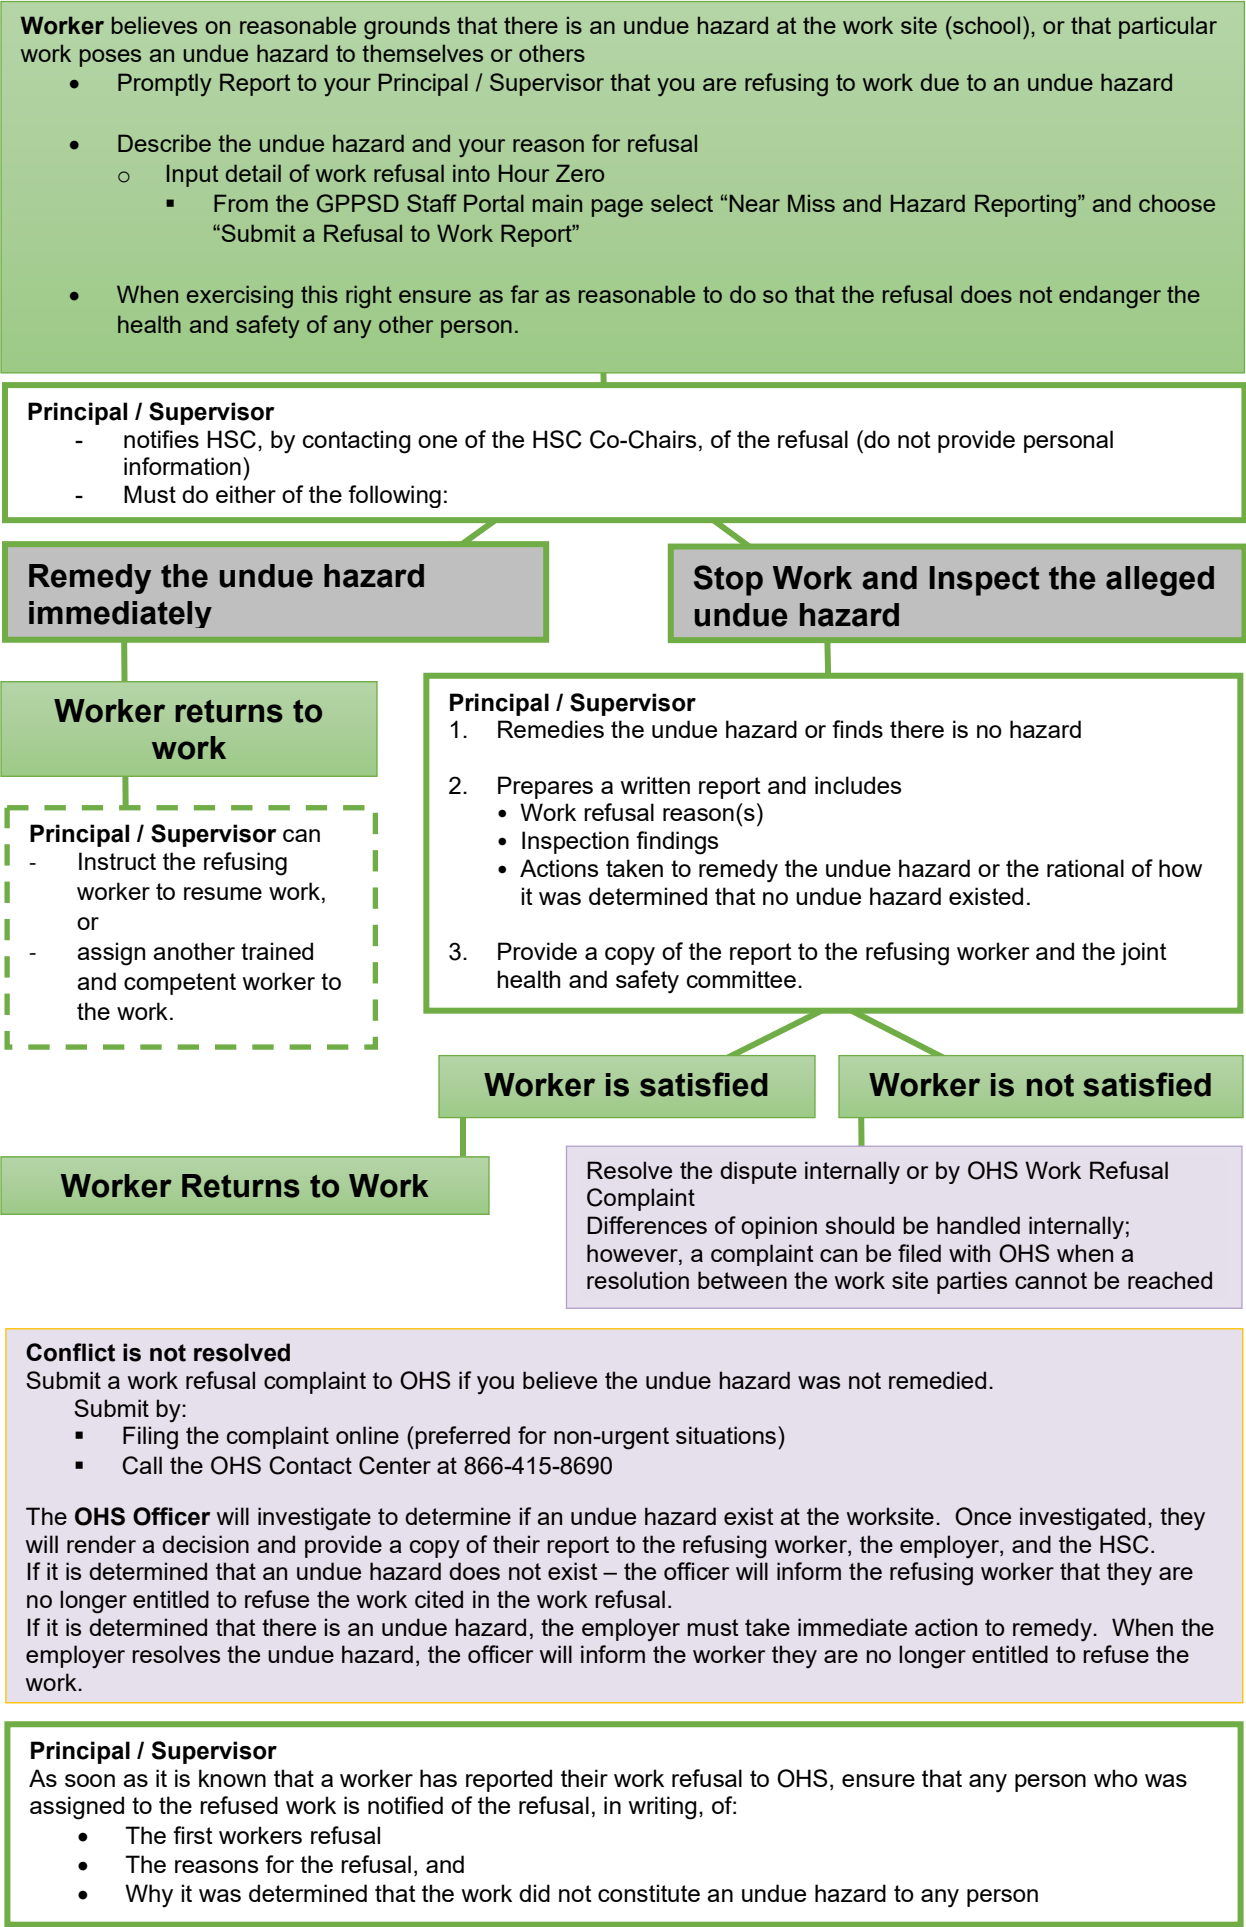 Worker believes on reasonable grounds that there is an undue hazard at the work site (school), or that particular
work poses an undue hazard to themselves or others
• Promptly Report to your Principal / Supervisor that you are refusing to work due to an undue hazard
• Describe the undue hazard and your reason for refusal
o Input detail of work refusal into Hour Zero
▪ From the GPPSD Staff Portal main page select “Near Miss and Hazard Reporting” and choose
“Submit a Refusal to Work Report”
• When exercising this right ensure as far as reasonable to do so that the refusal does not endanger the
health and safety of any other person.
Principal / Supervisor
- notifies HSC, by contacting one of the HSC Co-Chairs, of the refusal (do not provide personal
information)
- Must do either of the following:
Remedy the undue hazard
immediately
Stop Work and Inspect the alleged
undue hazard
Worker returns to
work
Principal / Supervisor can
- Instruct the refusing
worker to resume work,
or
- assign another trained
and competent worker to
the work.
Principal / Supervisor
1. Remedies the undue hazard or finds there is no hazard
2. Prepares a written report and includes
• Work refusal reason(s)
• Inspection findings
• Actions taken to remedy the undue hazard or the rational of how
it was determined that no undue hazard existed.
3. Provide a copy of the report to the refusing worker and the joint
health and safety committee.
Worker is satisfied
Worker is not satisfied
Worker Returns to Work
Resolve the dispute internally or by OHS Work Refusal
Complaint
Differences of opinion should be handled internally;
however, a complaint can be filed with OHS when a
resolution between the work site parties cannot be reached
Conflict is not resolved
Submit a work refusal complaint to OHS if you believe the undue hazard was not remedied.
Submit by:
▪ Filing the complaint online (preferred for non-urgent situations)
▪ Call the OHS Contact Center at 866-415-8690
The OHS Officer will investigate to determine if an undue hazard exist at the worksite. Once investigated, they
will render a decision and provide a copy of their report to the refusing worker, the employer, and the HSC.
If it is determined that an undue hazard does not exist – the officer will inform the refusing worker that they are
no longer entitled to refuse the work cited in the work refusal.
If it is determined that there is an undue hazard, the employer must take immediate action to remedy. When the
employer resolves the undue hazard, the officer will inform the worker they are no longer entitled to refuse the
work.
Principal / Supervisor
As soon as it is known that a worker has reported their work refusal to OHS, ensure that any person who was
assigned to the refused work is notified of the refusal, in writing, of:
• The first workers refusal
• The reasons for the refusal, and
• Why it was determined that the work did not constitute an undue hazard to any person